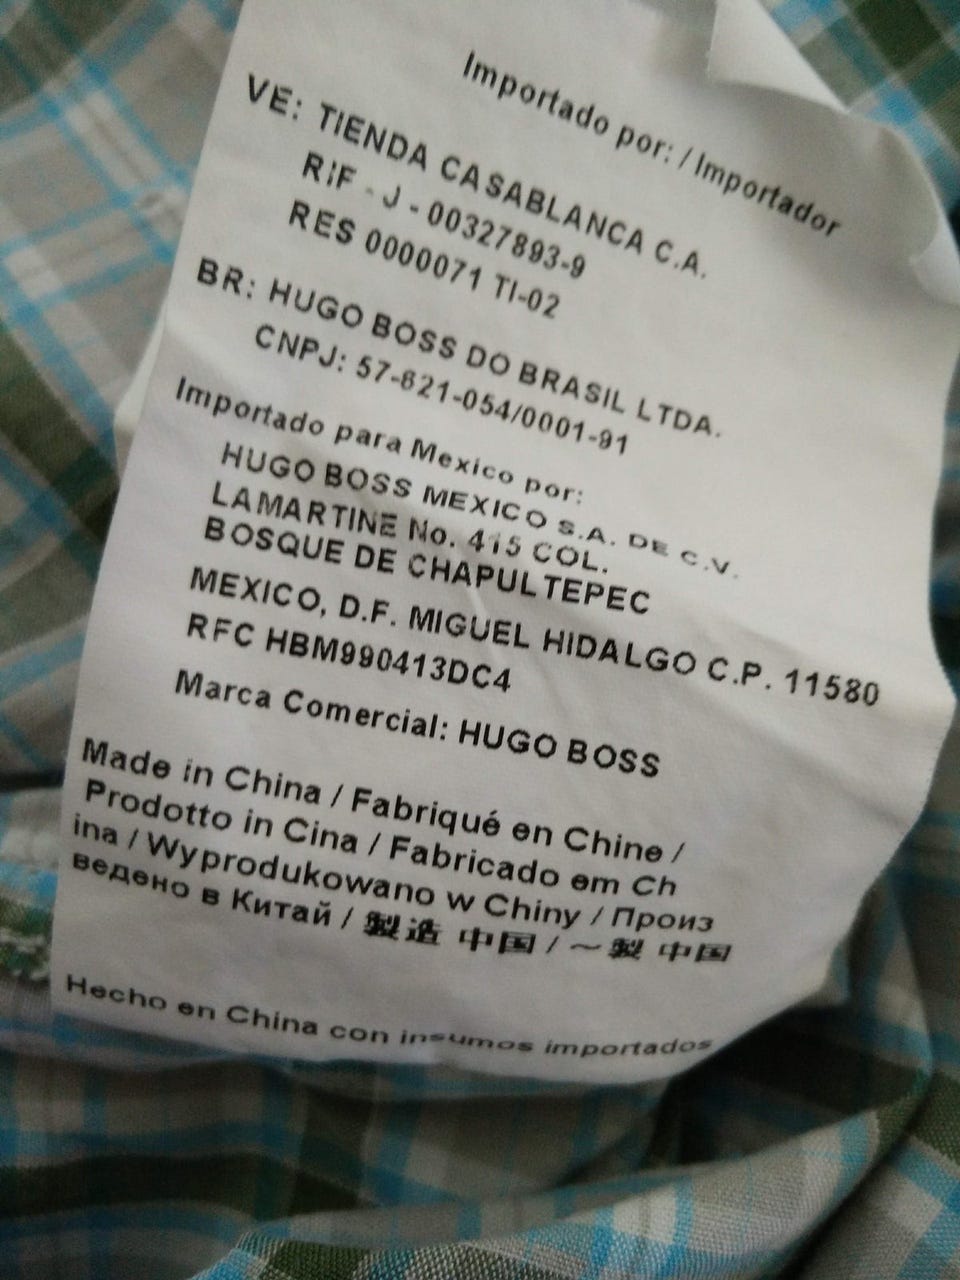 Importado por: / Importador
VE: TIENDA CASABLANCA C.A.
RIF - J - 00327893-9
RES 0000071 TI-02
BR: HUGO BOSS DO BRASIL LTDA.
CNPJ: 57-621-054/0001-91
Importado para Mexico por:
HUGO BOSS MEXICO S.A. DE C.V.
LAMARTINE No. 415 COL.
BOSQUE DE CHAPULTEPEC
MEXICO, D.F. MIGUEL HIDALGO C.P. 11580
RFC HBM990413DC4
Marca Comercial: HUGO BOSS
Made in China / Fabriqué en Chine /
Prodotto in Cina / Fabricado em Ch
ina / Wyprodukowano w Chiny / Произ
ведено в Китай / 製造 中国 / ～製 中国
Hecho en China con insumos importados